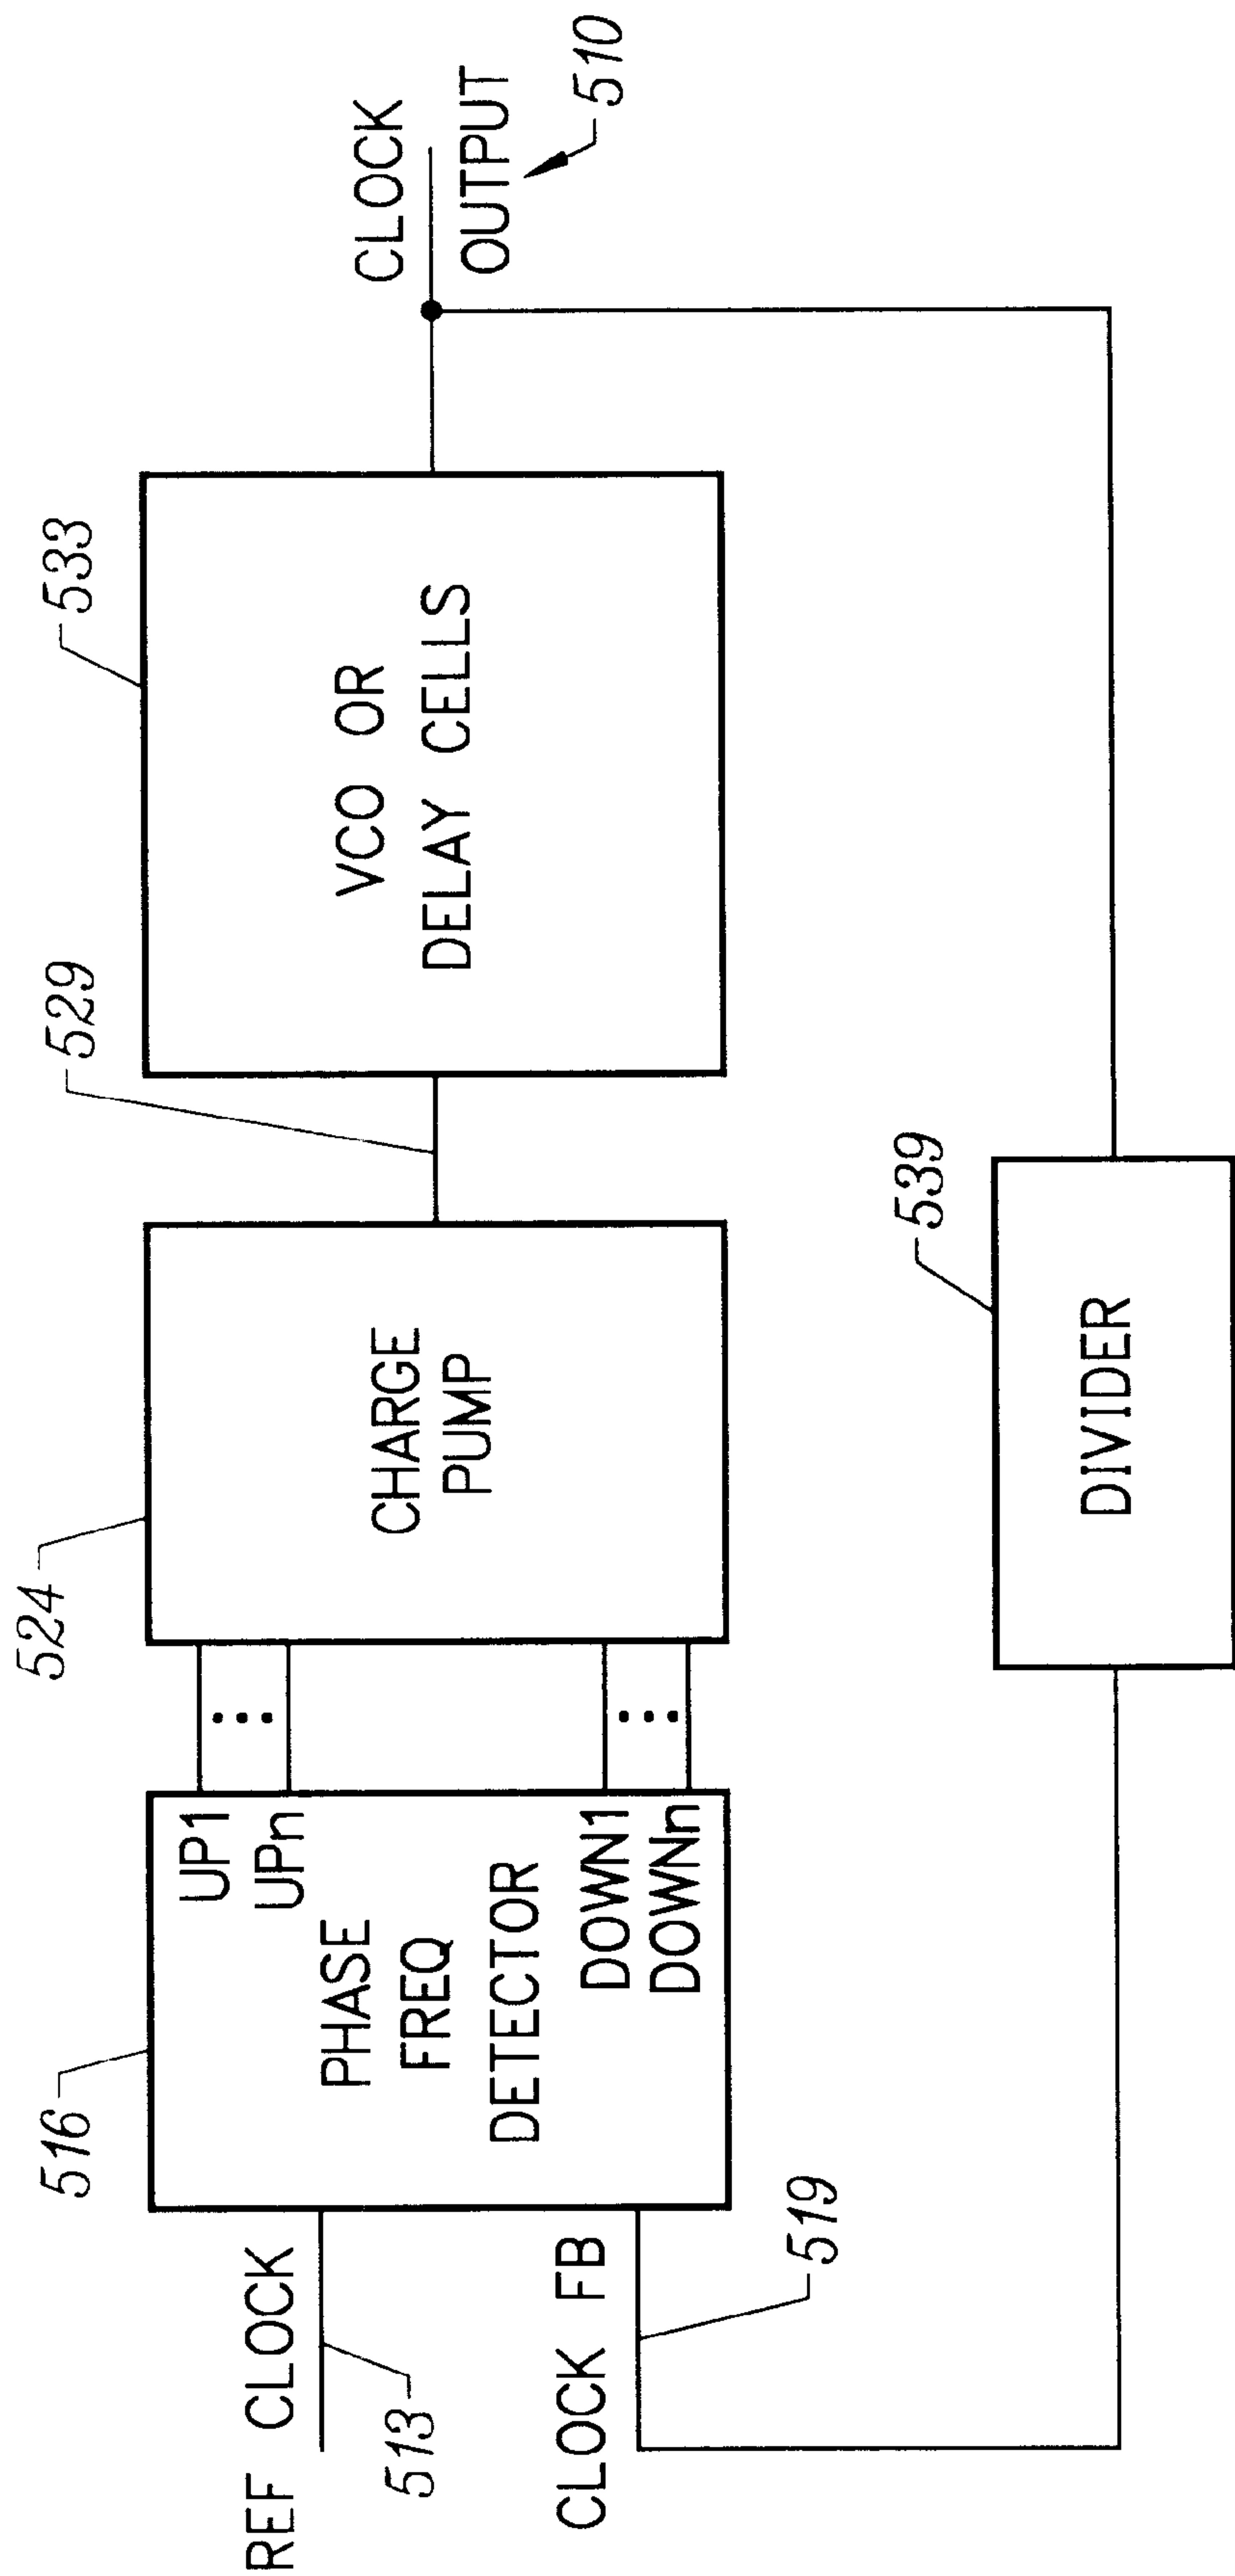 REF CLOCK
513
CLOCK FB
519
516
UP1
UPn
PHASE
FREQ
DETECTOR
DOWN1
DOWNn
524
CHARGE
PUMP
529
533
VCO OR
DELAY CELLS
CLOCK
OUTPUT
510
539
DIVIDER